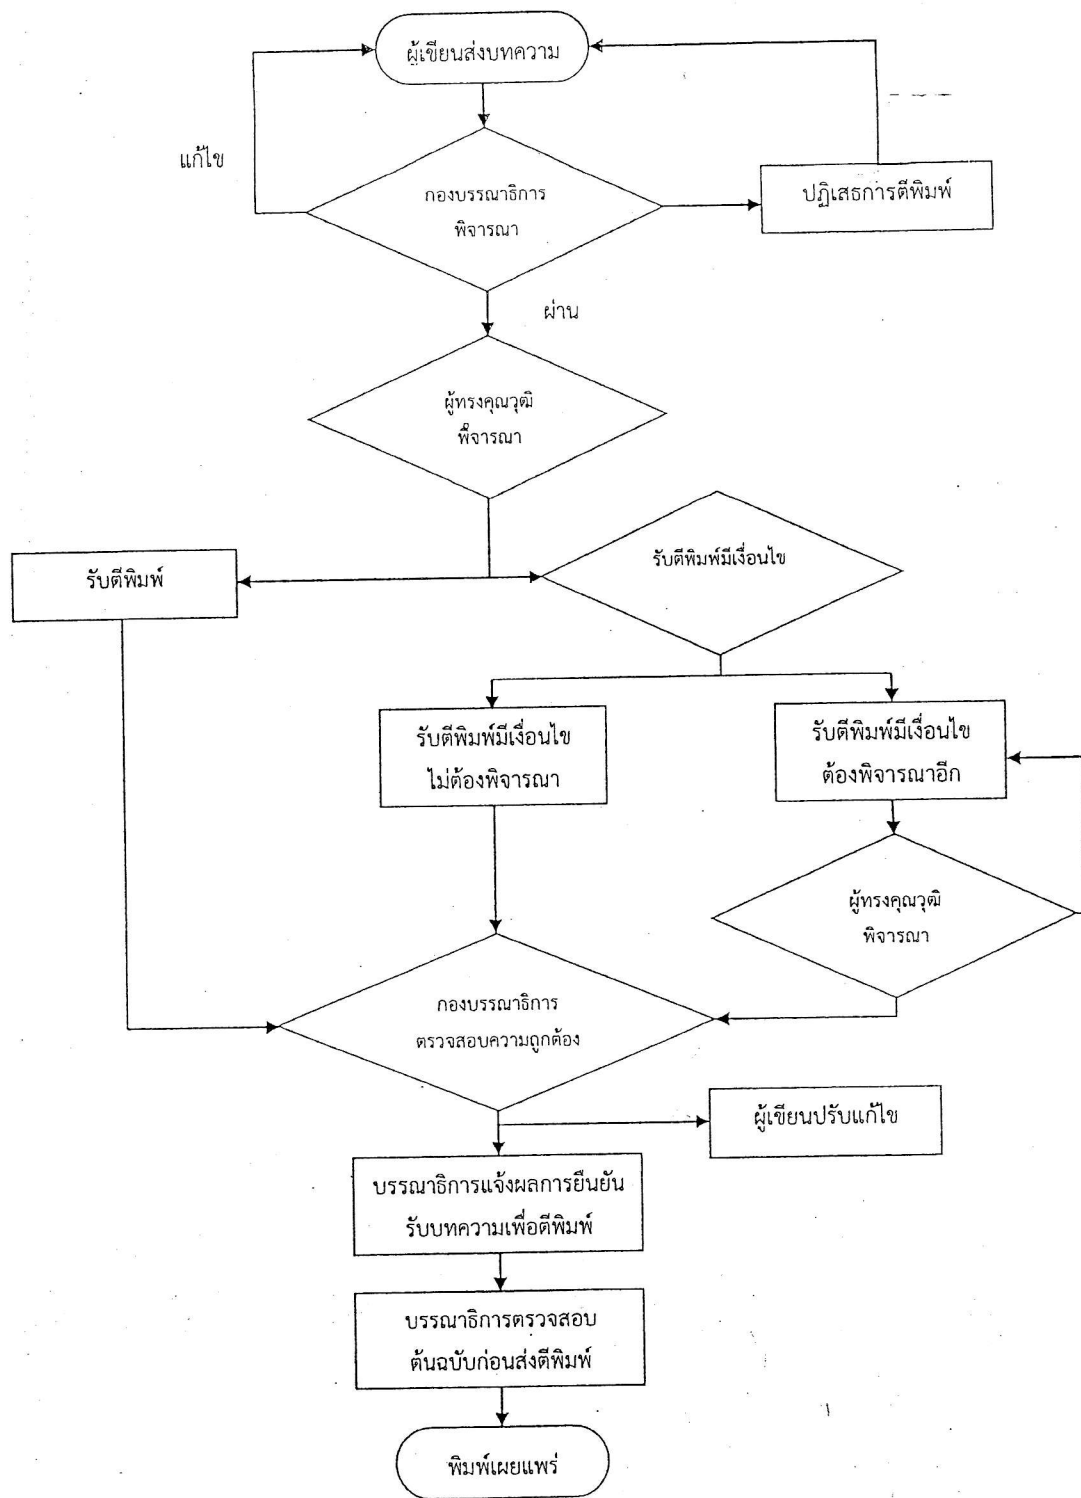 ผู้เขียนส่งบทความ
แก้ไข
กองบรรณาธิการ
พิจารณา
ปฏิเสธการตีพิมพ์
ผ่าน
ผู้ทรงคุณวุฒิ
พิจารณา
รับตีพิมพ์
รับตีพิมพ์มีเงื่อนไข
รับตีพิมพ์มีเงื่อนไข
ไม่ต้องพิจารณา
รับตีพิมพ์มีเงื่อนไข
ต้องพิจารณาอีก
ผู้ทรงคุณวุฒิ
พิจารณา
กองบรรณาธิการ
ตรวจสอบความถูกต้อง
ผู้เขียนปรับแก้ไข
บรรณาธิการแจ้งผลการยืนยัน
รับบทความเพื่อตีพิมพ์
บรรณาธิการตรวจสอบ
ต้นฉบับก่อนส่งตีพิมพ์
พิมพ์เผยแพร่